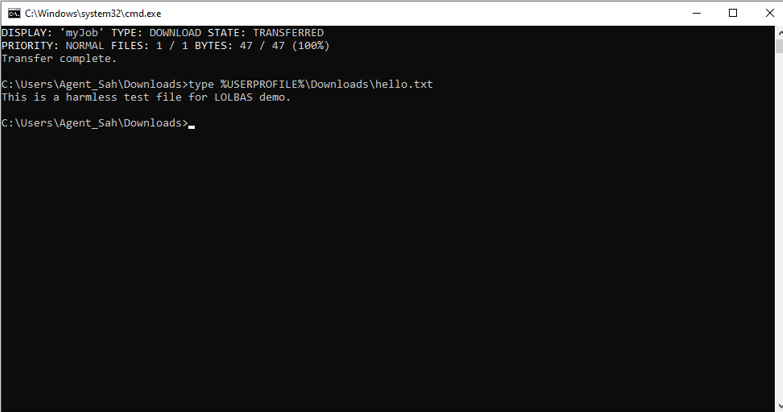 C:\Windows\system32\cmd.exe
DISPLAY: 'myJob' TYPE: DOWNLOAD STATE: TRANSFERRED
PRIORITY: NORMAL FILES: 1 / 1 BYTES: 47 / 47 (100%)
Transfer complete.
C:\Users\Agent_Sah\Downloads>type %USERPROFILE%\Downloads\hello.txt
This is a harmless test file for LOLBAS demo.
C:\Users\Agent_Sah\Downloads>